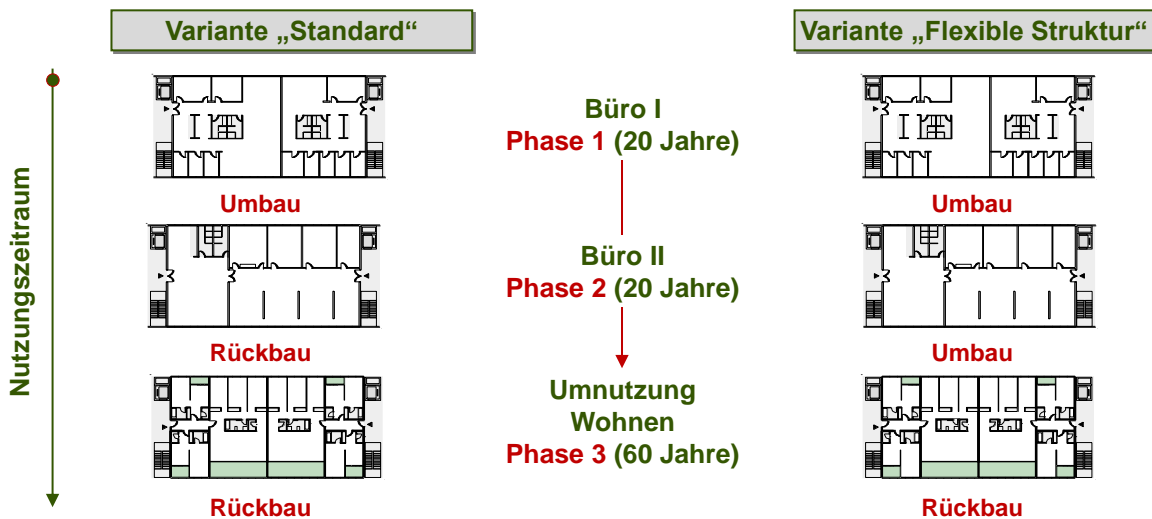 Variante „Standard“
Variante „Flexible Struktur“
Nutzungszeitraum
Büro I
Phase 1 (20 Jahre)
Umbau
Umbau
Büro II
Phase 2 (20 Jahre)
Rückbau
Umbau
Umnutzung
Wohnen
Phase 3 (60 Jahre)
Rückbau
Rückbau